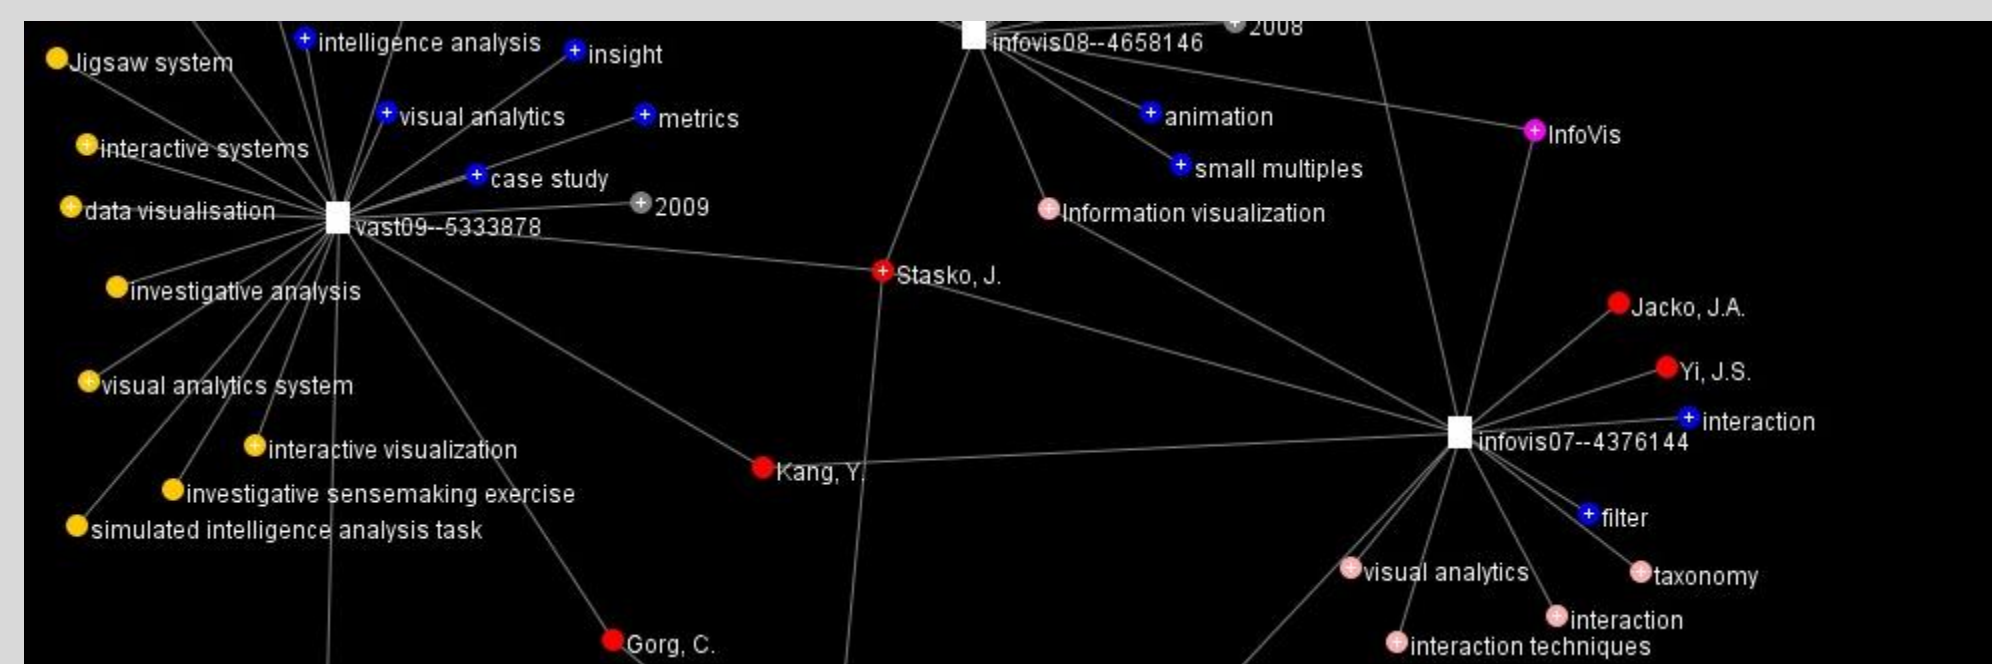 2008
intelligence analysis
infovis08--4658146
insight
Jigsaw system
visual analytics
metrics
animation
InfoVis
interactive systems
small multiples
case study
2009
data visualisation
Information visualization
vast09--5333878
Stasko, J.
investigative analysis
Jacko, J.A.
Yi, J.S.
visual analytics system
interaction
infovis07--4376144
interactive visualization
Kang, Y.
investigative sensemaking exercise
filter
simulated intelligence analysis task
visual analytics
taxonomy
interaction
Gorg, C.
interaction techniques